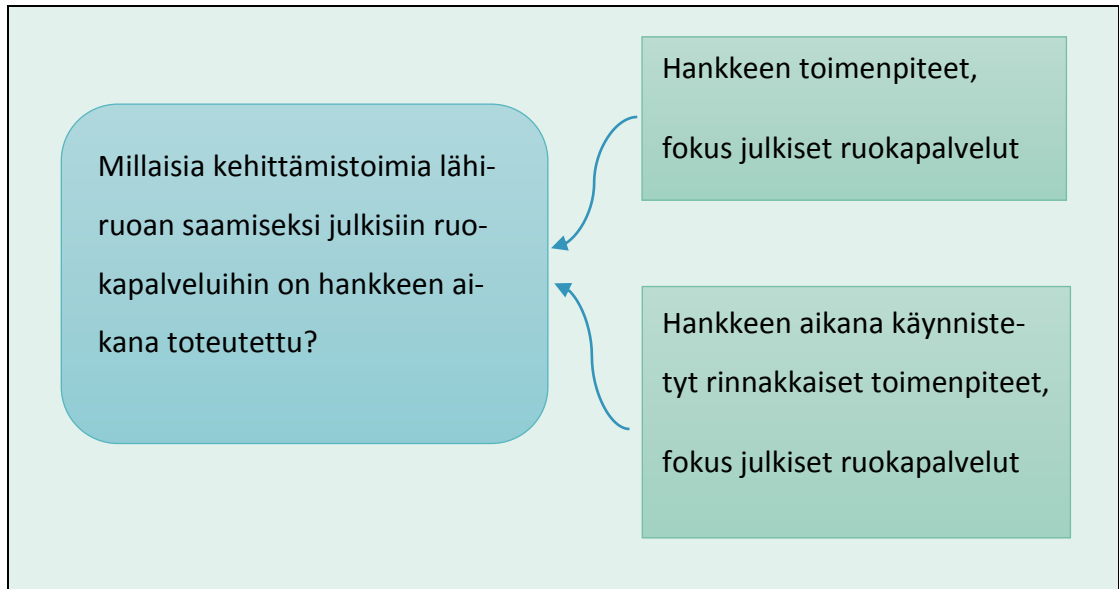 Millaisia kehittämistoimia lähi-
ruoan saamiseksi julkisiin ruo-
kapalveluihin on hankkeen ai-
kana toteutettu?
Hankkeen toimenpiteet,
fokus julkiset ruokapalvelut
Hankkeen aikana käynniste-
tyt rinnakkaiset toimenpiteet,
fokus julkiset ruokapalvelut